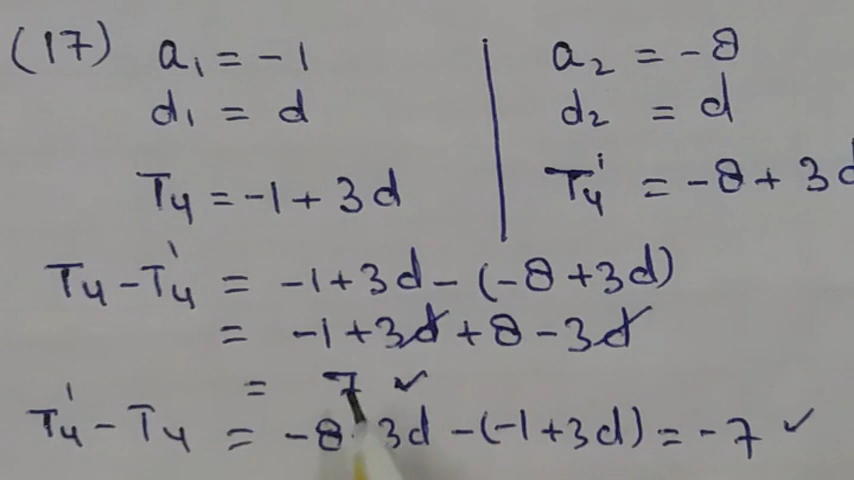 (17) a₁ = -1 a₂ = -8
d₁ = d d₂ = d
T₄ = -1 + 3d T₄' = -8 + 3d
T₄ - T₄' = -1 + 3d - (-8 + 3d)
= -1 + 3d + 8 - 3d
= 7 ✓
T₄' - T₄ = -8 3d - (-1 + 3d) = -7 ✓